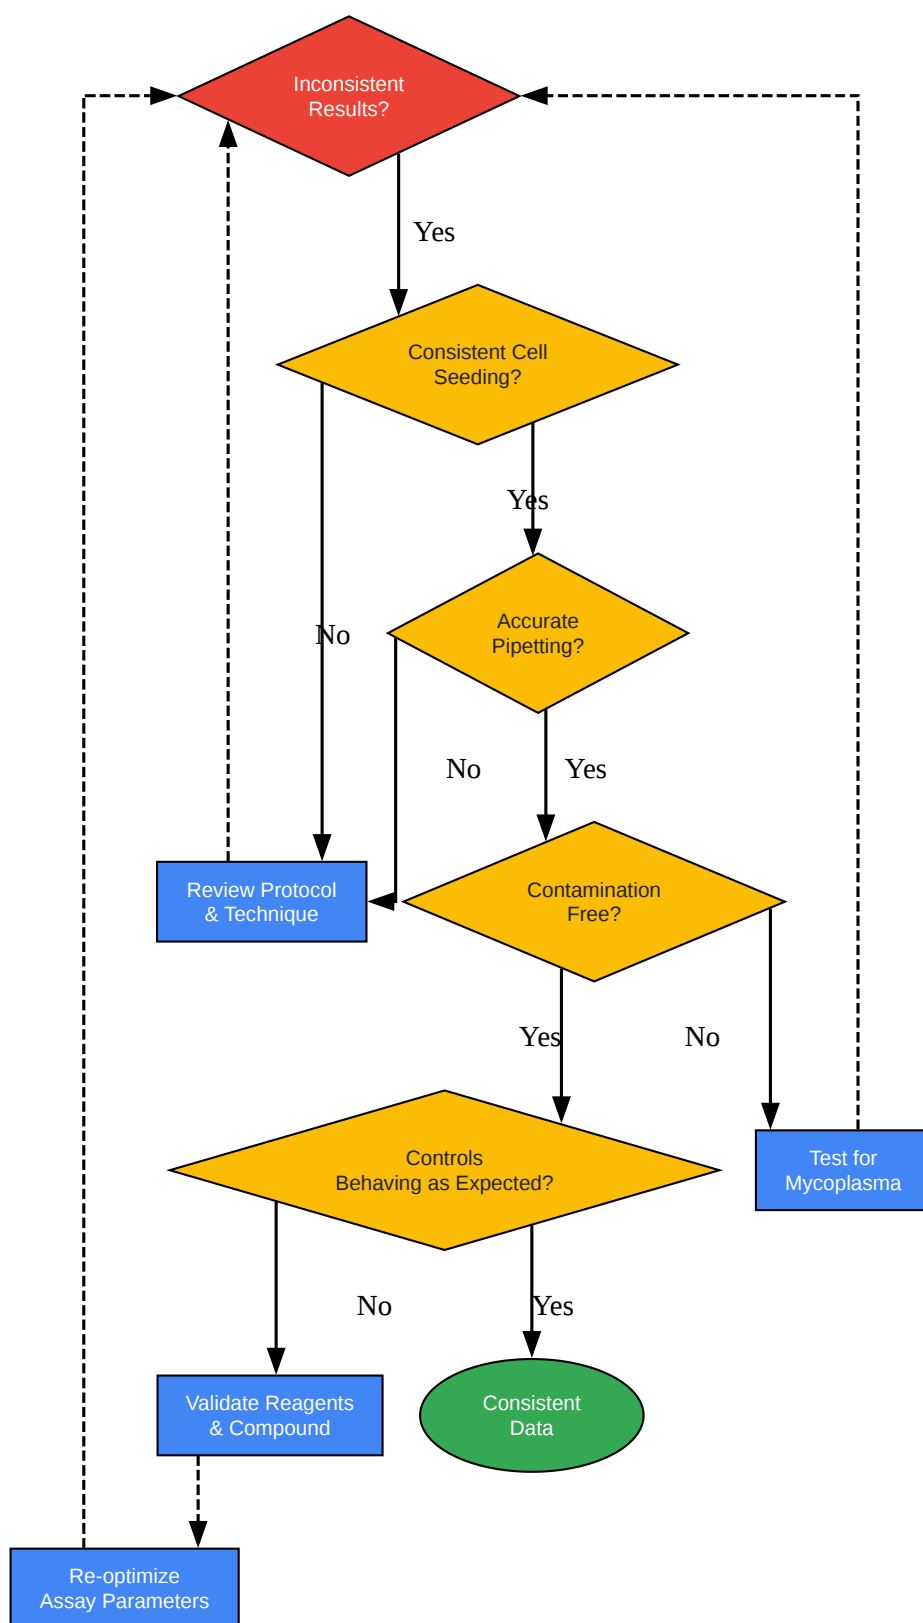 Inconsistent
Results?
Yes
Consistent Cell
Seeding?
Yes
Accurate
Pipetting?
No
No
Yes
Review Protocol
& Technique
Contamination
Free?
Yes
No
Controls
Behaving as Expected?
Test for
Mycoplasma
No
Yes
Validate Reagents
& Compound
Consistent
Data
Re-optimize
Assay Parameters